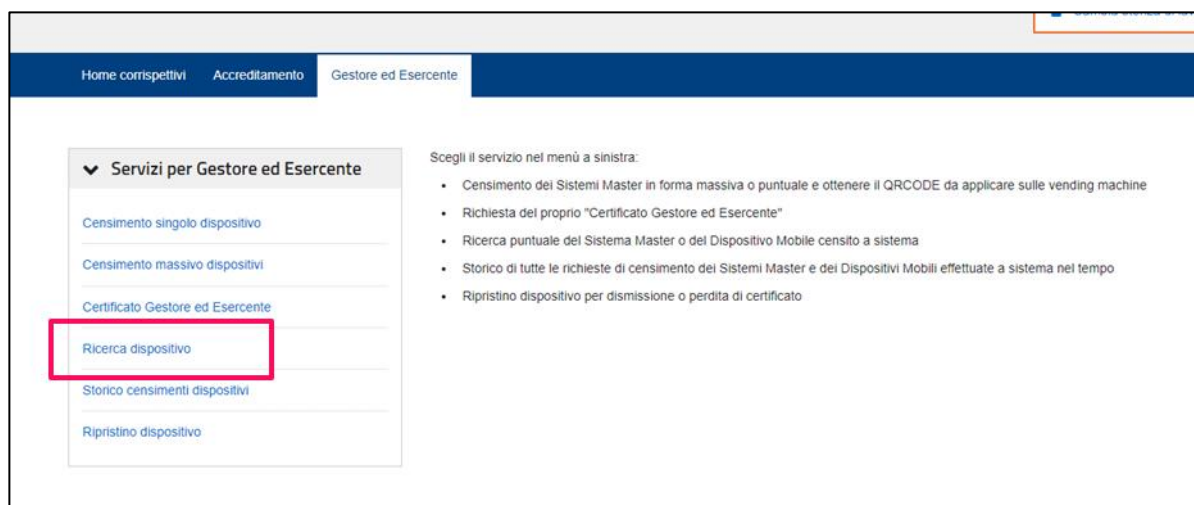 Home corrispettivi Accreditamento Gestore ed Esercente
Servizi per Gestore ed Esercente
Censimento singolo dispositivo
Censimento massivo dispositivi
Certificato Gestore ed Esercente
Ricerca dispositivo
Storico censimenti dispositivi
Ripristino dispositivo
Scegli il servizio nel menù a sinistra:
• Censimento dei Sistemi Master in forma massiva o puntuale e ottenere il QRCODE da applicare sulle vending machine
• Richiesta del proprio "Certificato Gestore ed Esercente"
• Ricerca puntuale del Sistema Master o del Dispositivo Mobile censito a sistema
• Storico di tutte le richieste di censimento dei Sistemi Master e dei Dispositivi Mobili effettuate a sistema nel tempo
• Ripristino dispositivo per dismissione o perdita di certificato